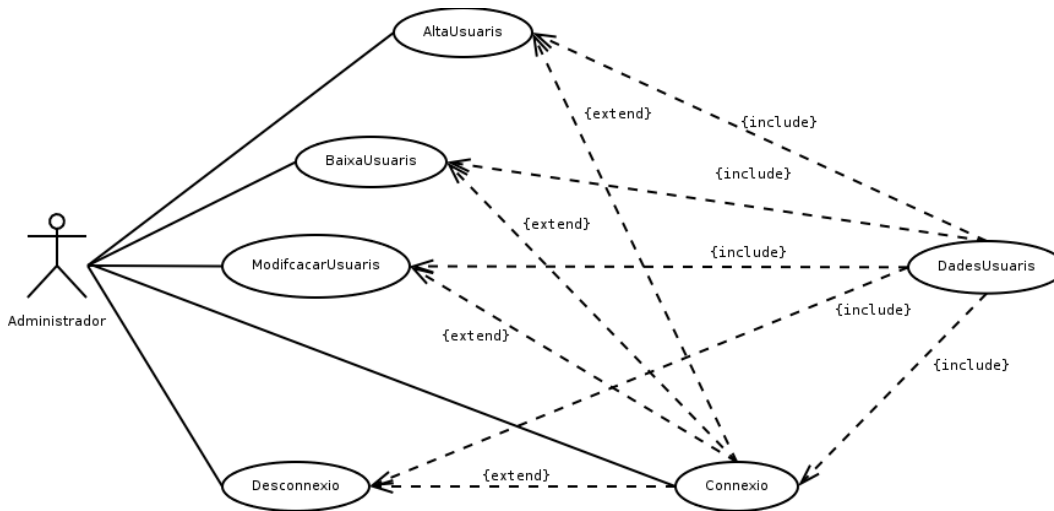 AltaUsuaris
{extend}
{include}
BaixaUsuaris
{include}
{extend}
ModifcacarUsuaris
{include}
DadesUsuaris
Administrador
{include}
{extend}
{include}
Desconnexio
{extend}
Connexio